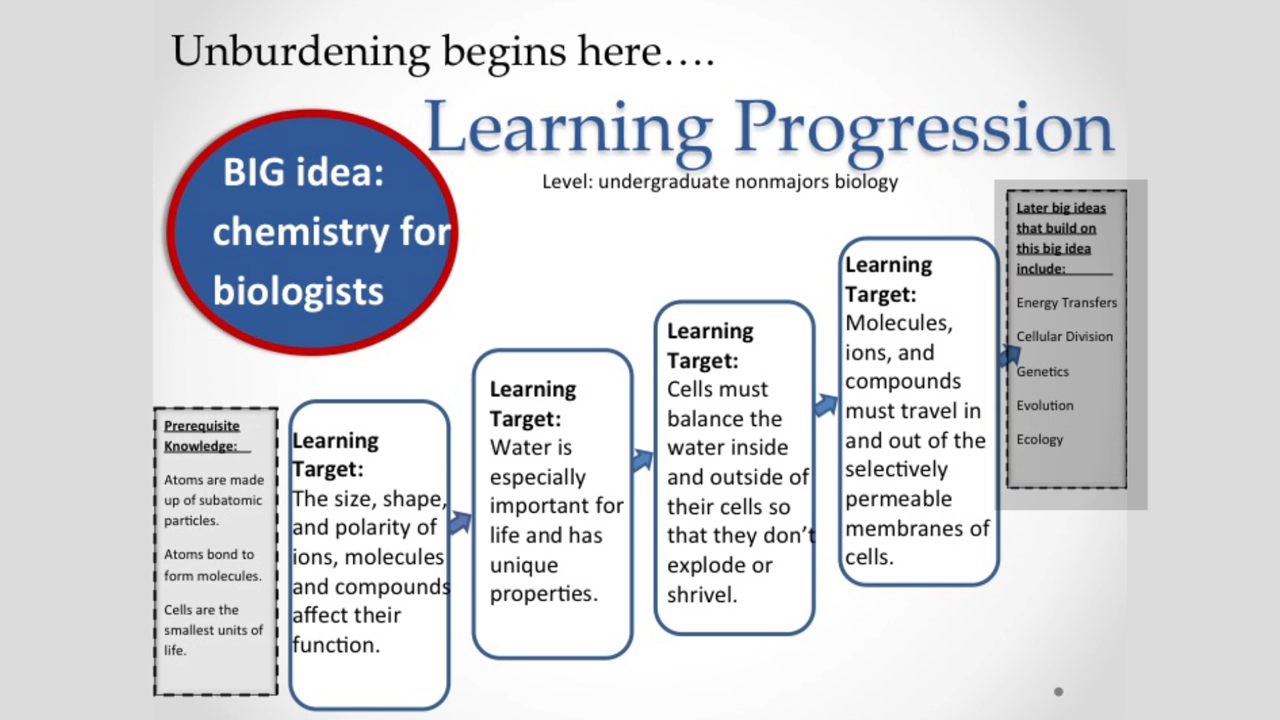 Unburdening begins here….
Learning Progression
Level: undergraduate nonmajors biology
BIG idea:
chemistry for
biologists
Prerequisite
Knowledge:
Atoms are made
up of subatomic
particles.
Atoms bond to
form molecules.
Cells are the
smallest units of
life.
Learning
Target:
The size, shape,
and polarity of
ions, molecules
and compounds
affect their
function.
Learning
Target:
Water is
especially
important for
life and has
unique
properties.
Learning
Target:
Cells must
balance the
water inside
and outside of
their cells so
that they don’t
explode or
shrivel.
Learning
Target:
Molecules,
ions, and
compounds
must travel in
and out of the
selectively
permeable
membranes of
cells.
Later big ideas
that build on
this big idea
include:
Energy Transfers
Cellular Division
Genetics
Evolution
Ecology